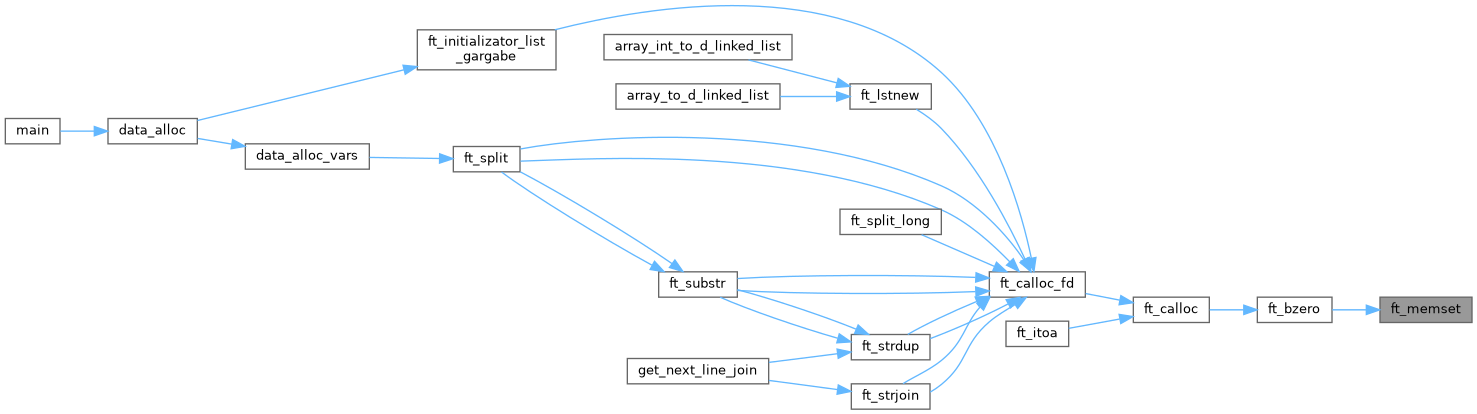 ft_initializator_list
_gargabe
array_int_to_d_linked_list
array_to_d_linked_list
ft_lstnew
main
data_alloc
data_alloc_vars
ft_split
ft_split_long
ft_substr
ft_calloc_fd
ft_calloc
ft_bzero
ft_memset
ft_itoa
ft_strdup
get_next_line_join
ft_strjoin